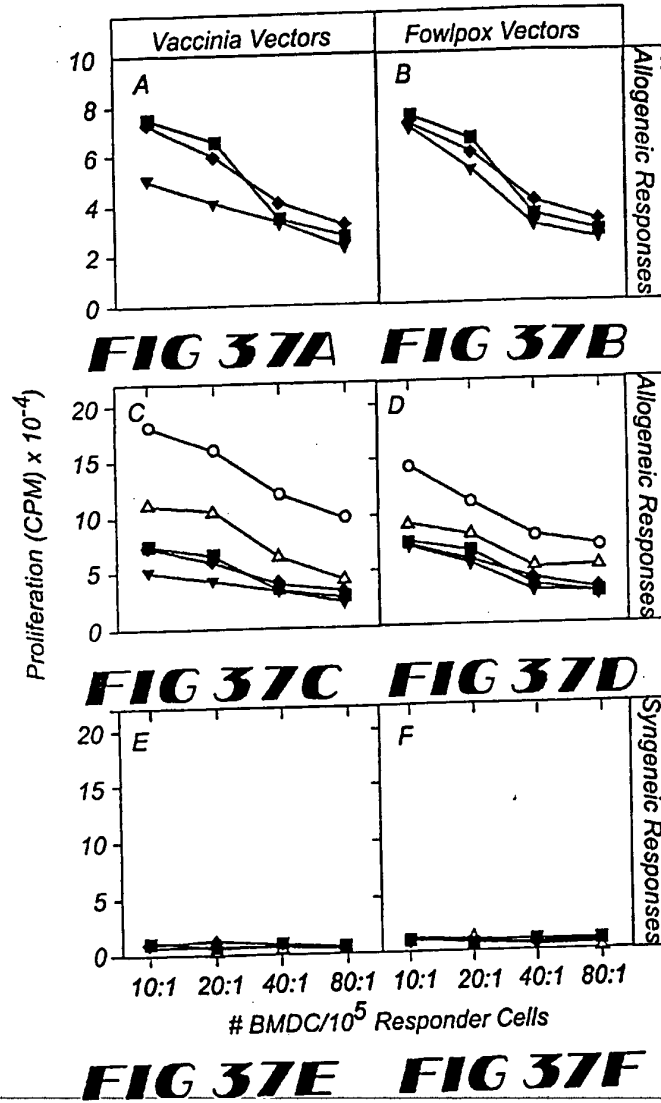 Vaccinia Vectors
Fowlpox Vectors
10
8
6
4
2
0
A
B
Allogeneic Responses
FIG 37A
FIG 37B
Proliferation (CPM) x 10-4
20
15
10
5
0
C
D
Allogeneic Responses
FIG 37C
FIG 37D
20
15
10
5
0
E
F
Syngeneic Responses
10:1 20:1 40:1 80:1 10:1 20:1 40:1 80:1
# BMDC/105 Responder Cells
FIG 37E
FIG 37F